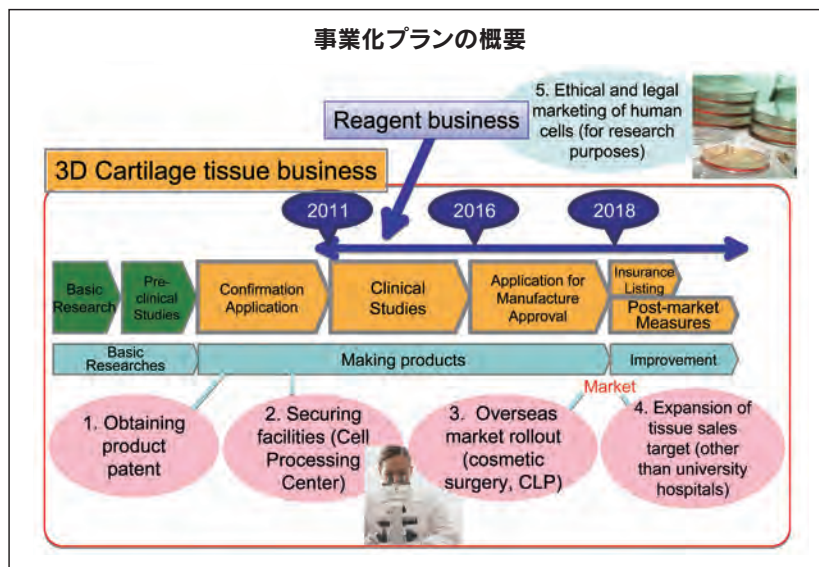 事業化プランの概要
5. Ethical and legal
marketing of human
cells (for research
purposes)
Reagent business
3D Cartilage tissue business
2011
2016
2018
Basic
Research
Pre-
clinical
Studies
Confirmation
Application
Clinical
Studies
Application for
Manufacture
Approval
Insurance
Listing
Post-market
Measures
Basic
Researches
Making products
Improvement
Market
1. Obtaining
product
patent
2. Securing
facilities (Cell
Processing
Center)
3. Overseas
market rollout
(cosmetic
surgery, CLP)
4. Expansion of
tissue sales
target (other
than university
hospitals)